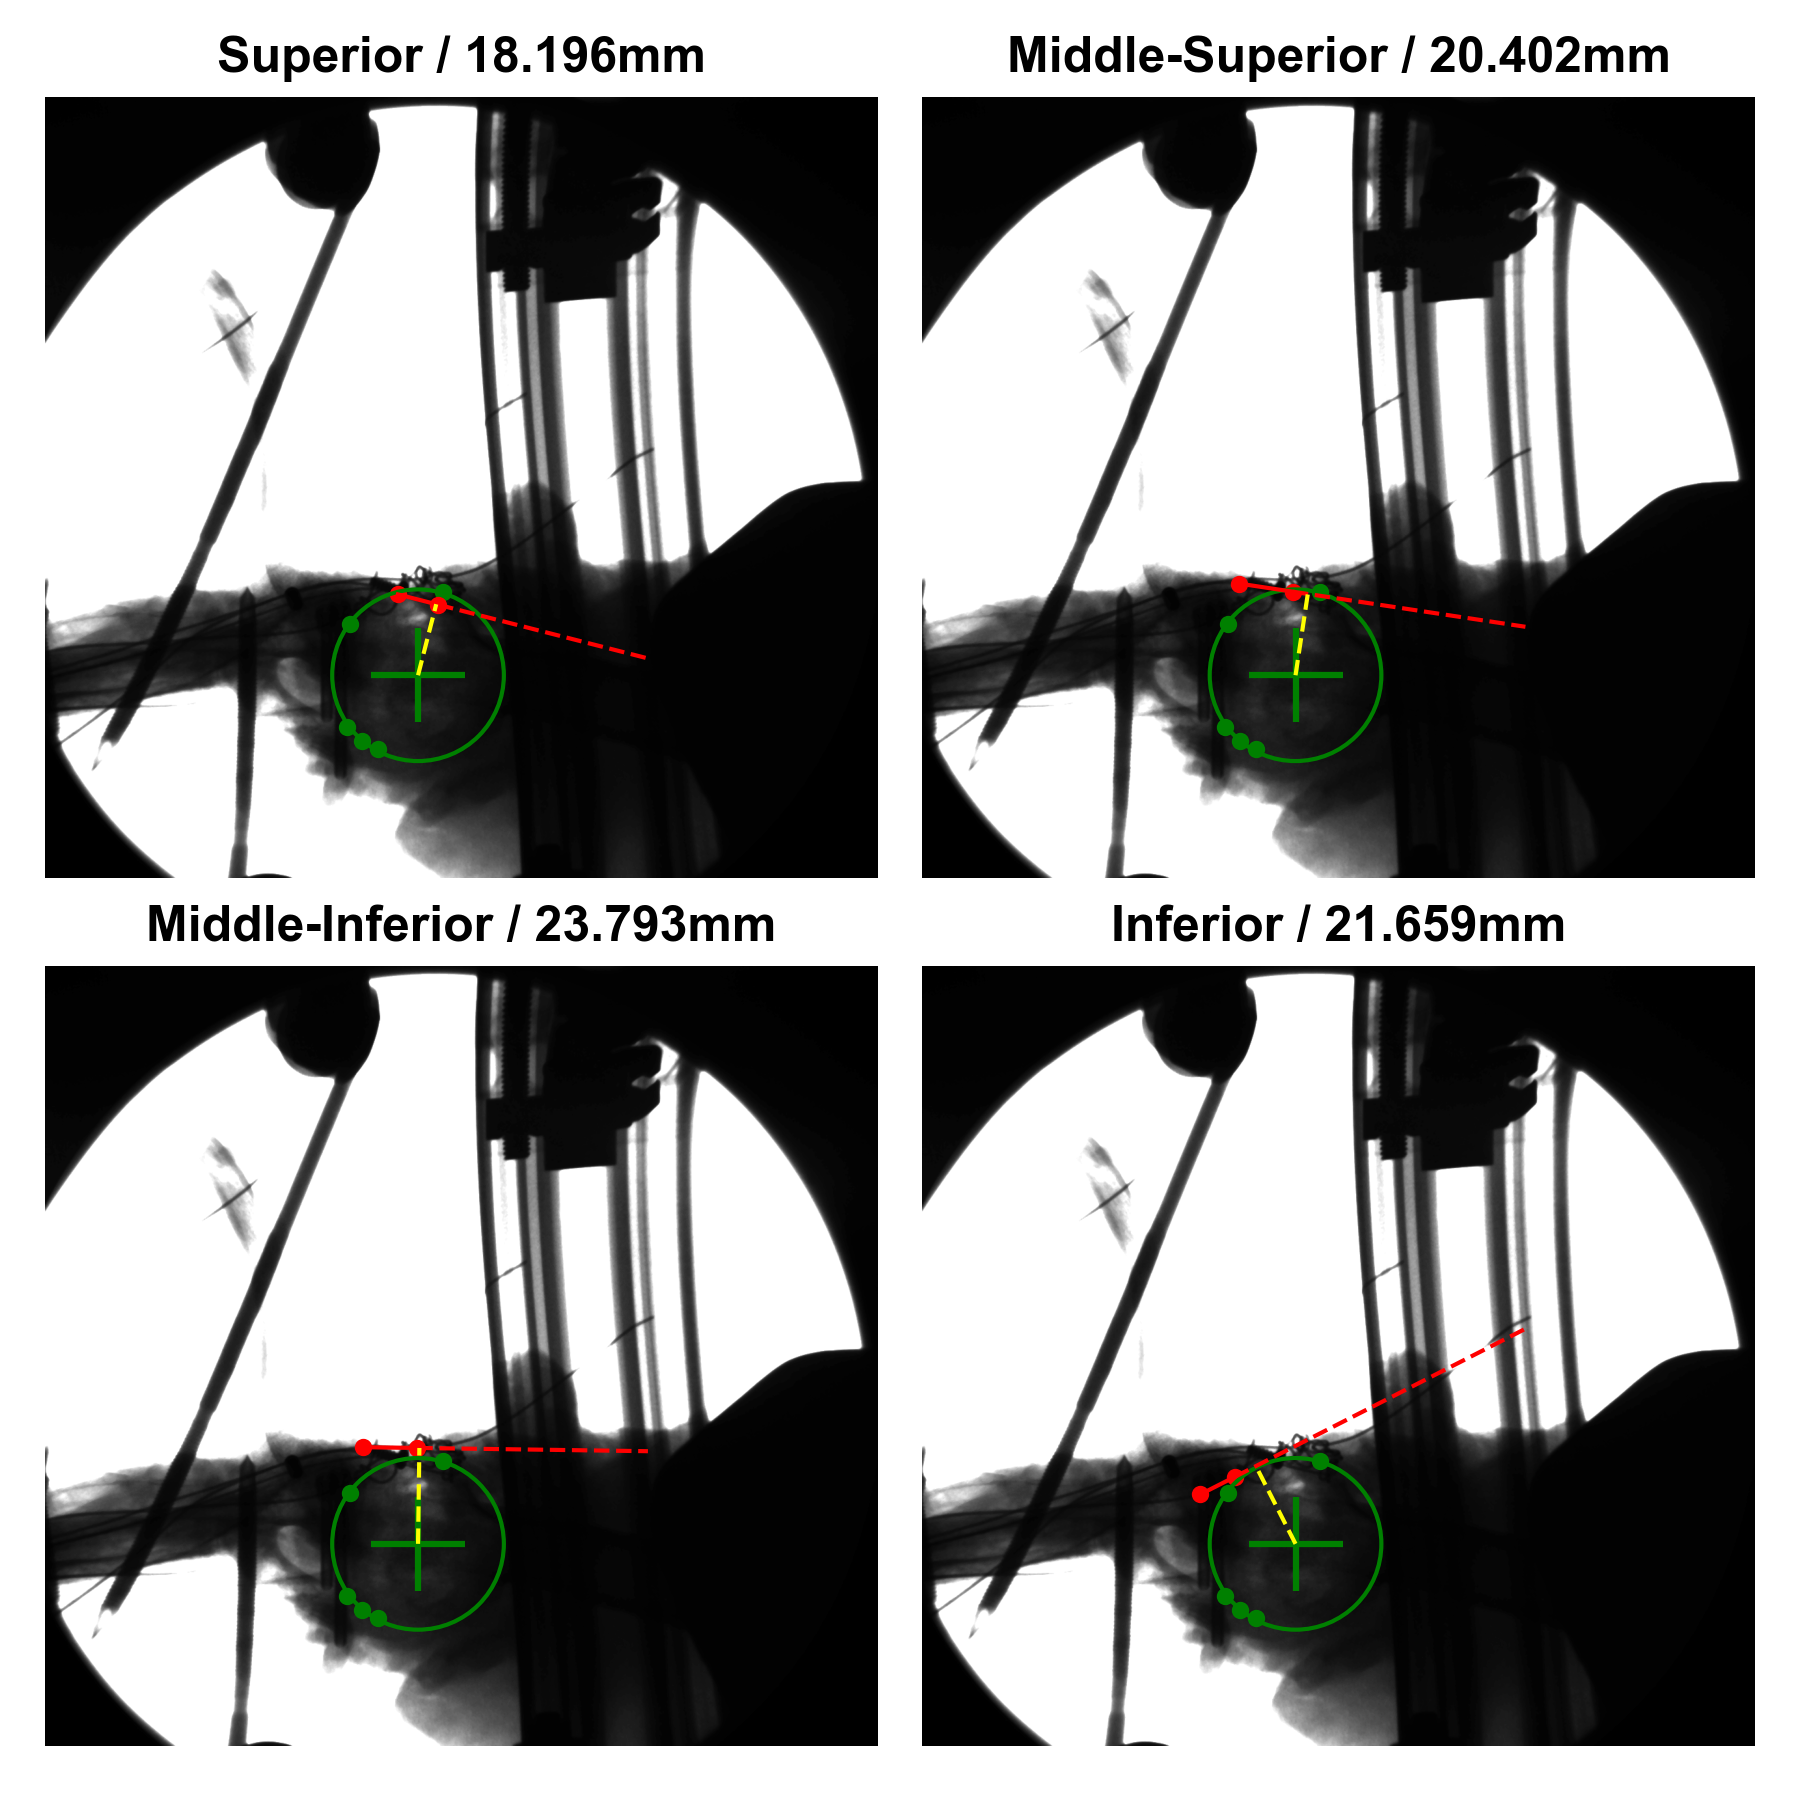 Superior / 18.196mm
Middle-Superior / 20.402mm
Middle-Inferior / 23.793mm
Inferior / 21.659mm